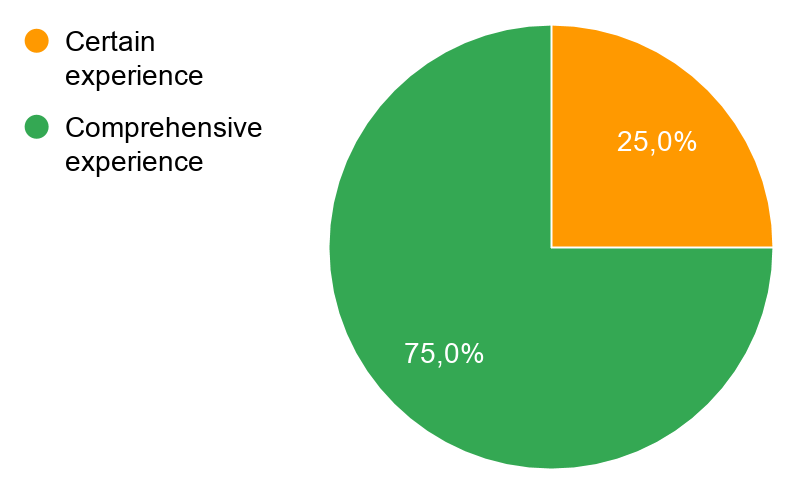 Certain
experience
Comprehensive
experience
25,0%
75,0%